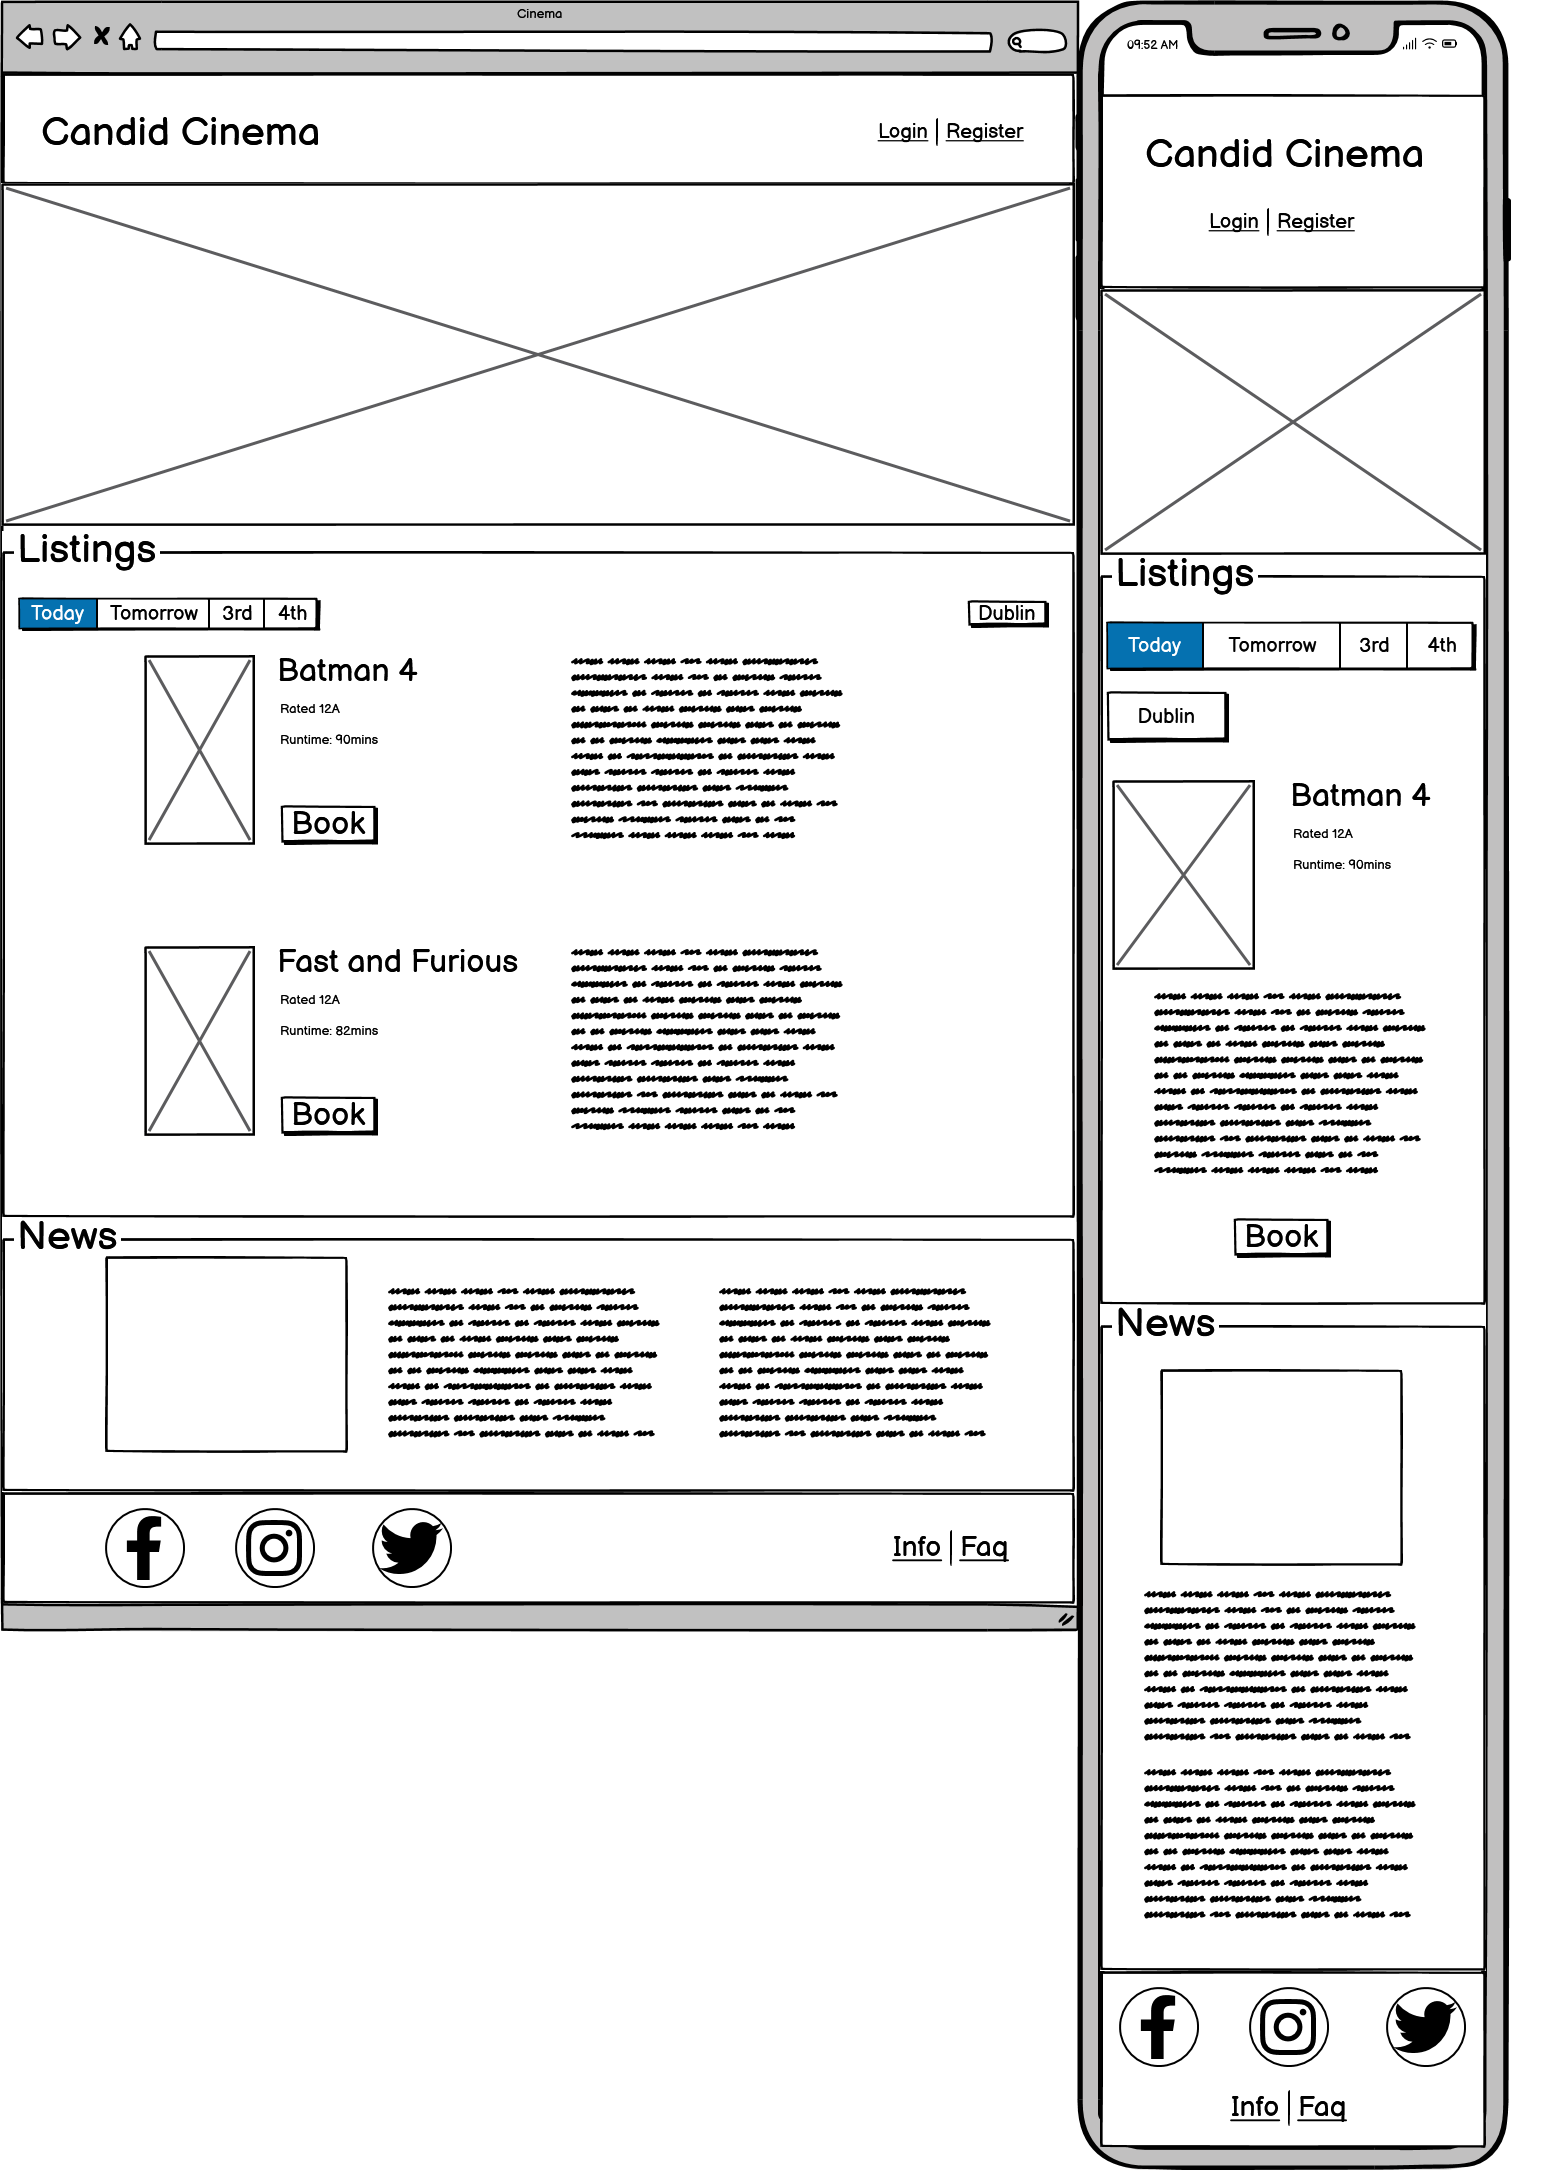 Cinema
Candid Cinema
Login | Register
Listings
Today Tomorrow 3rd 4th
Dublin
Batman 4
Rated 12A
Runtime: 90mins
Book
Fast and Furious
Rated 12A
Runtime: 82mins
Book
News
Info | Faq
09:52 AM
Candid Cinema
Login | Register
Listings
Today Tomorrow 3rd 4th
Dublin
Batman 4
Rated 12A
Runtime: 90mins
Book
News
Info | Faq